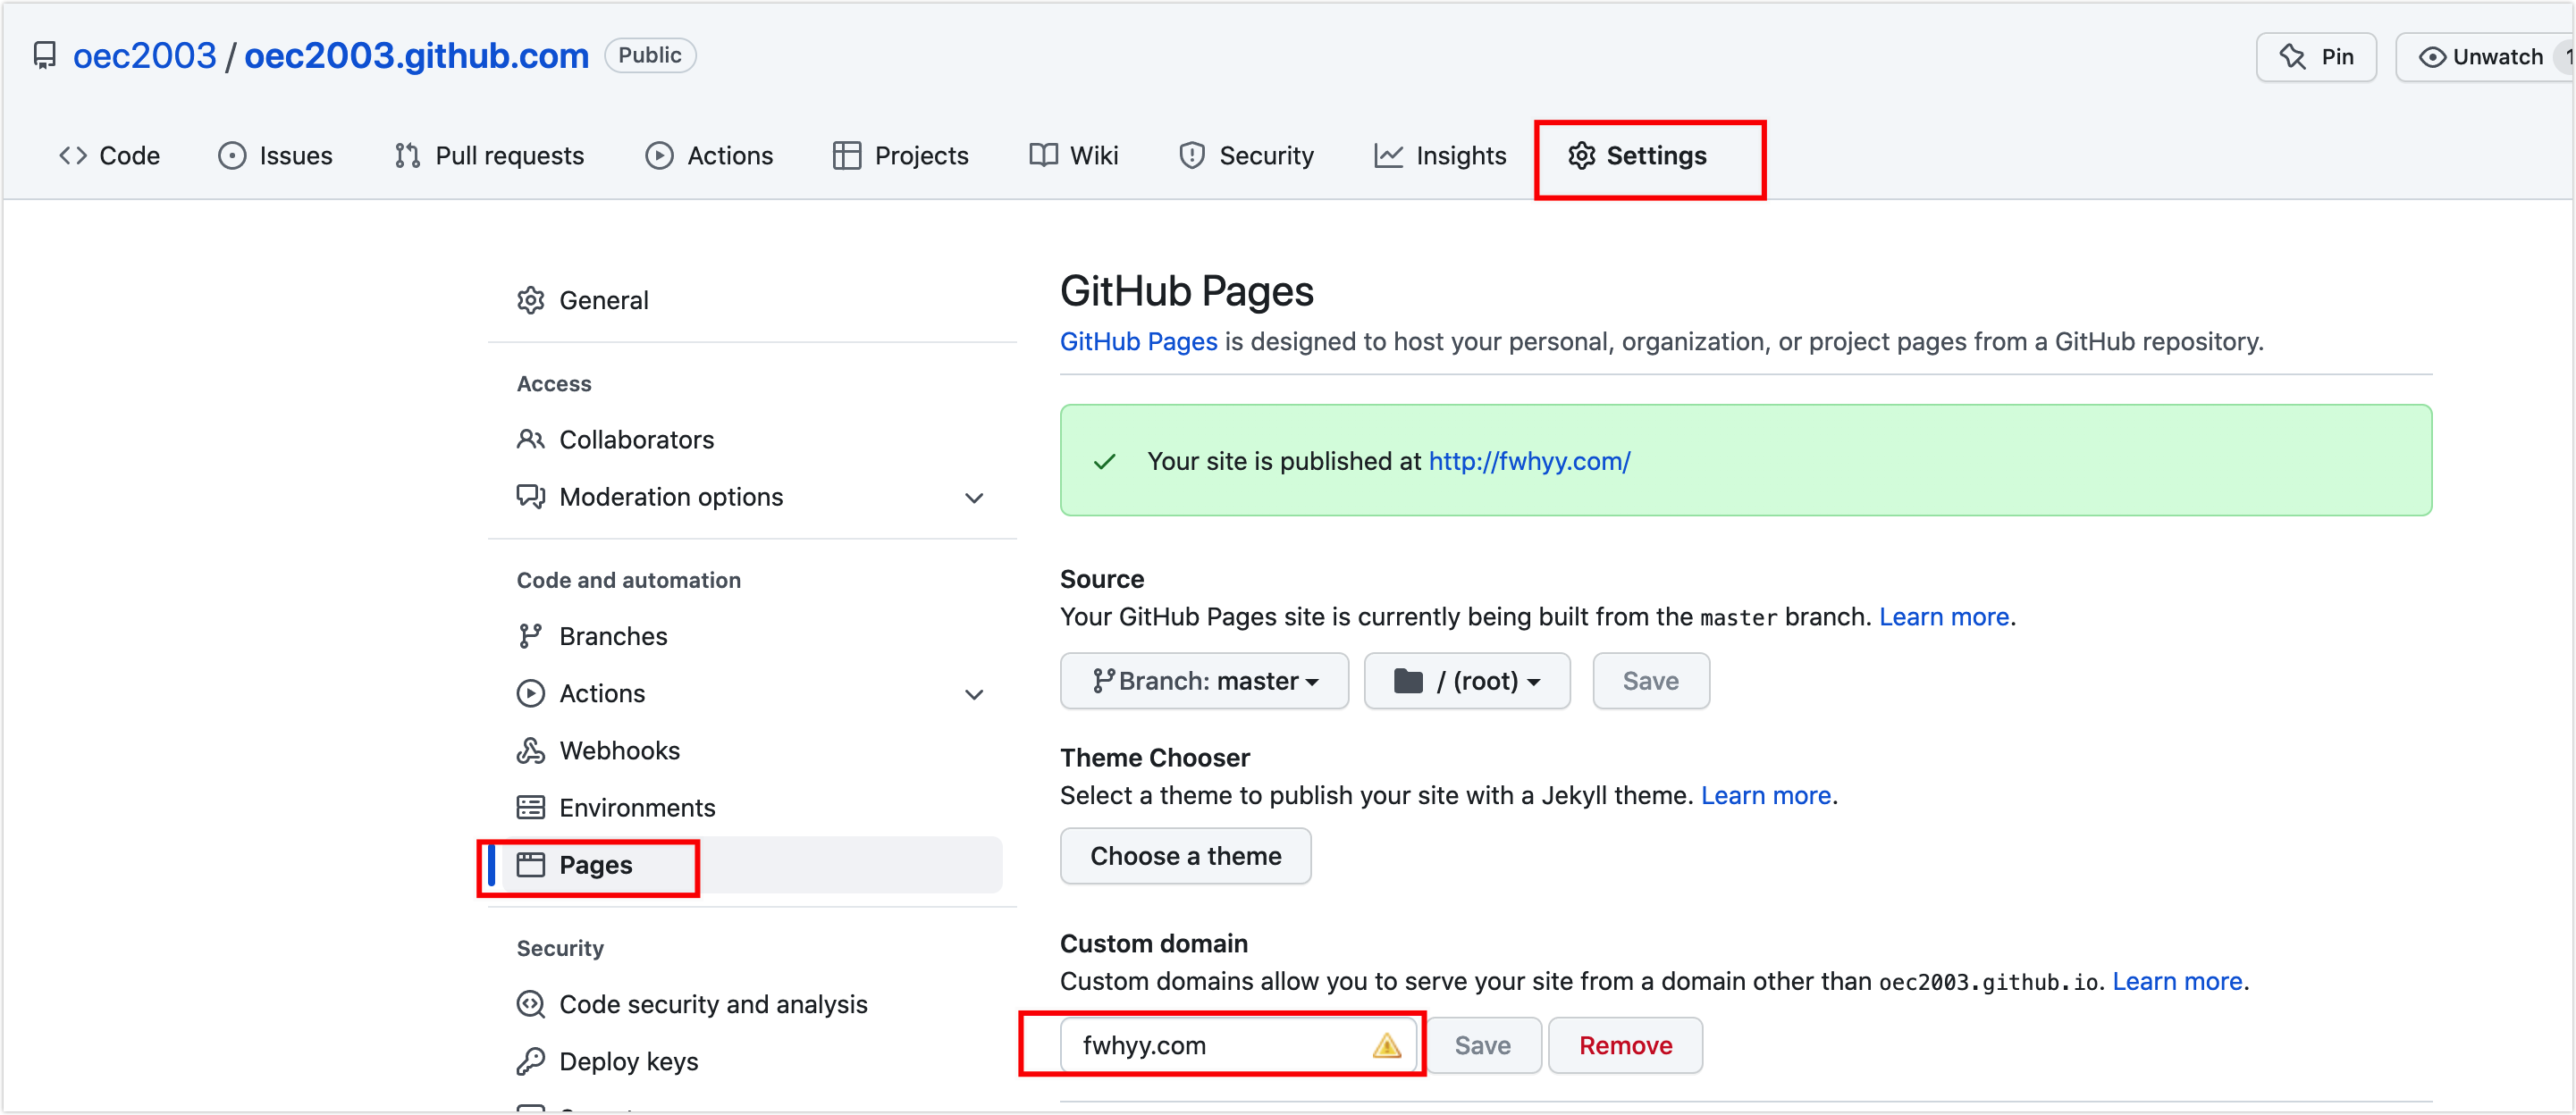 oec2003 / oec2003.github.com Public
Pin
Unwatch 1
Code
Issues
Pull requests
Actions
Projects
Wiki
Security
Insights
Settings
General
Access
Collaborators
Moderation options
Code and automation
Branches
Actions
Webhooks
Environments
Pages
Security
Code security and analysis
Deploy keys
GitHub Pages
GitHub Pages is designed to host your personal, organization, or project pages from a GitHub repository.
Your site is published at http://fwhyy.com/
Source
Your GitHub Pages site is currently being built from the master branch. Learn more.
Branch: master
/ (root)
Save
Theme Chooser
Select a theme to publish your site with a Jekyll theme. Learn more.
Choose a theme
Custom domain
Custom domains allow you to serve your site from a domain other than oec2003.github.io. Learn more.
fwhyy.com
Save
Remove